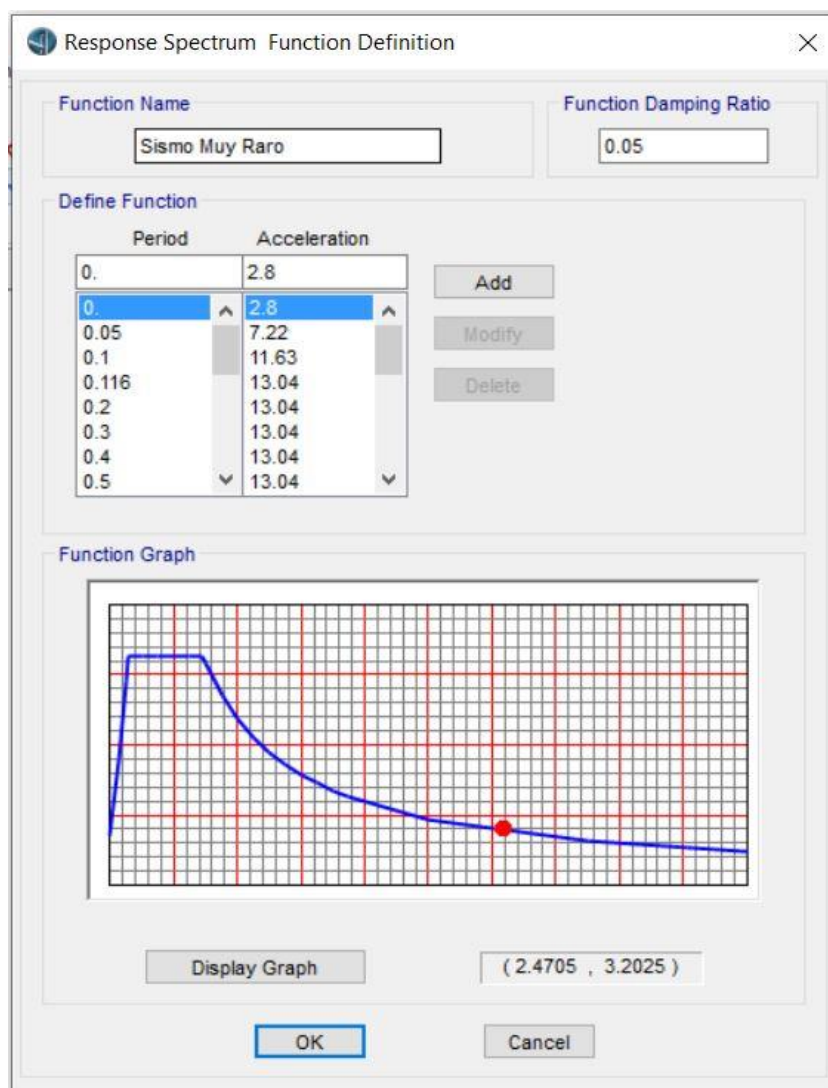 Response Spectrum Function Definition
Function Name
Function Damping Ratio
Sismo Muy Raro
0.05
Define Function
Period Acceleration
0. 2.8
Add
0. 2.8
0.05 7.22
Modify
0.1 11.63
0.116 13.04
Delete
0.2 13.04
0.3 13.04
0.4 13.04
0.5 13.04
Function Graph
Display Graph
( 2.4705 , 3.2025 )
OK
Cancel